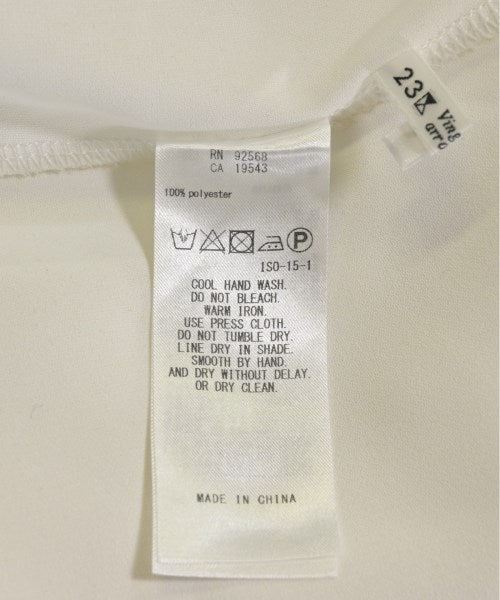 23
Ving
arro
RN 92568
CA 19543
100% polyester
P
ISO-15-1
COOL HAND WASH.
DO NOT BLEACH.
WARM IRON.
USE PRESS CLOTH.
DO NOT TUMBLE DRY.
LINE DRY IN SHADE.
SMOOTH BY HAND.
AND DRY WITHOUT DELAY.
OR DRY CLEAN.
MADE IN CHINA